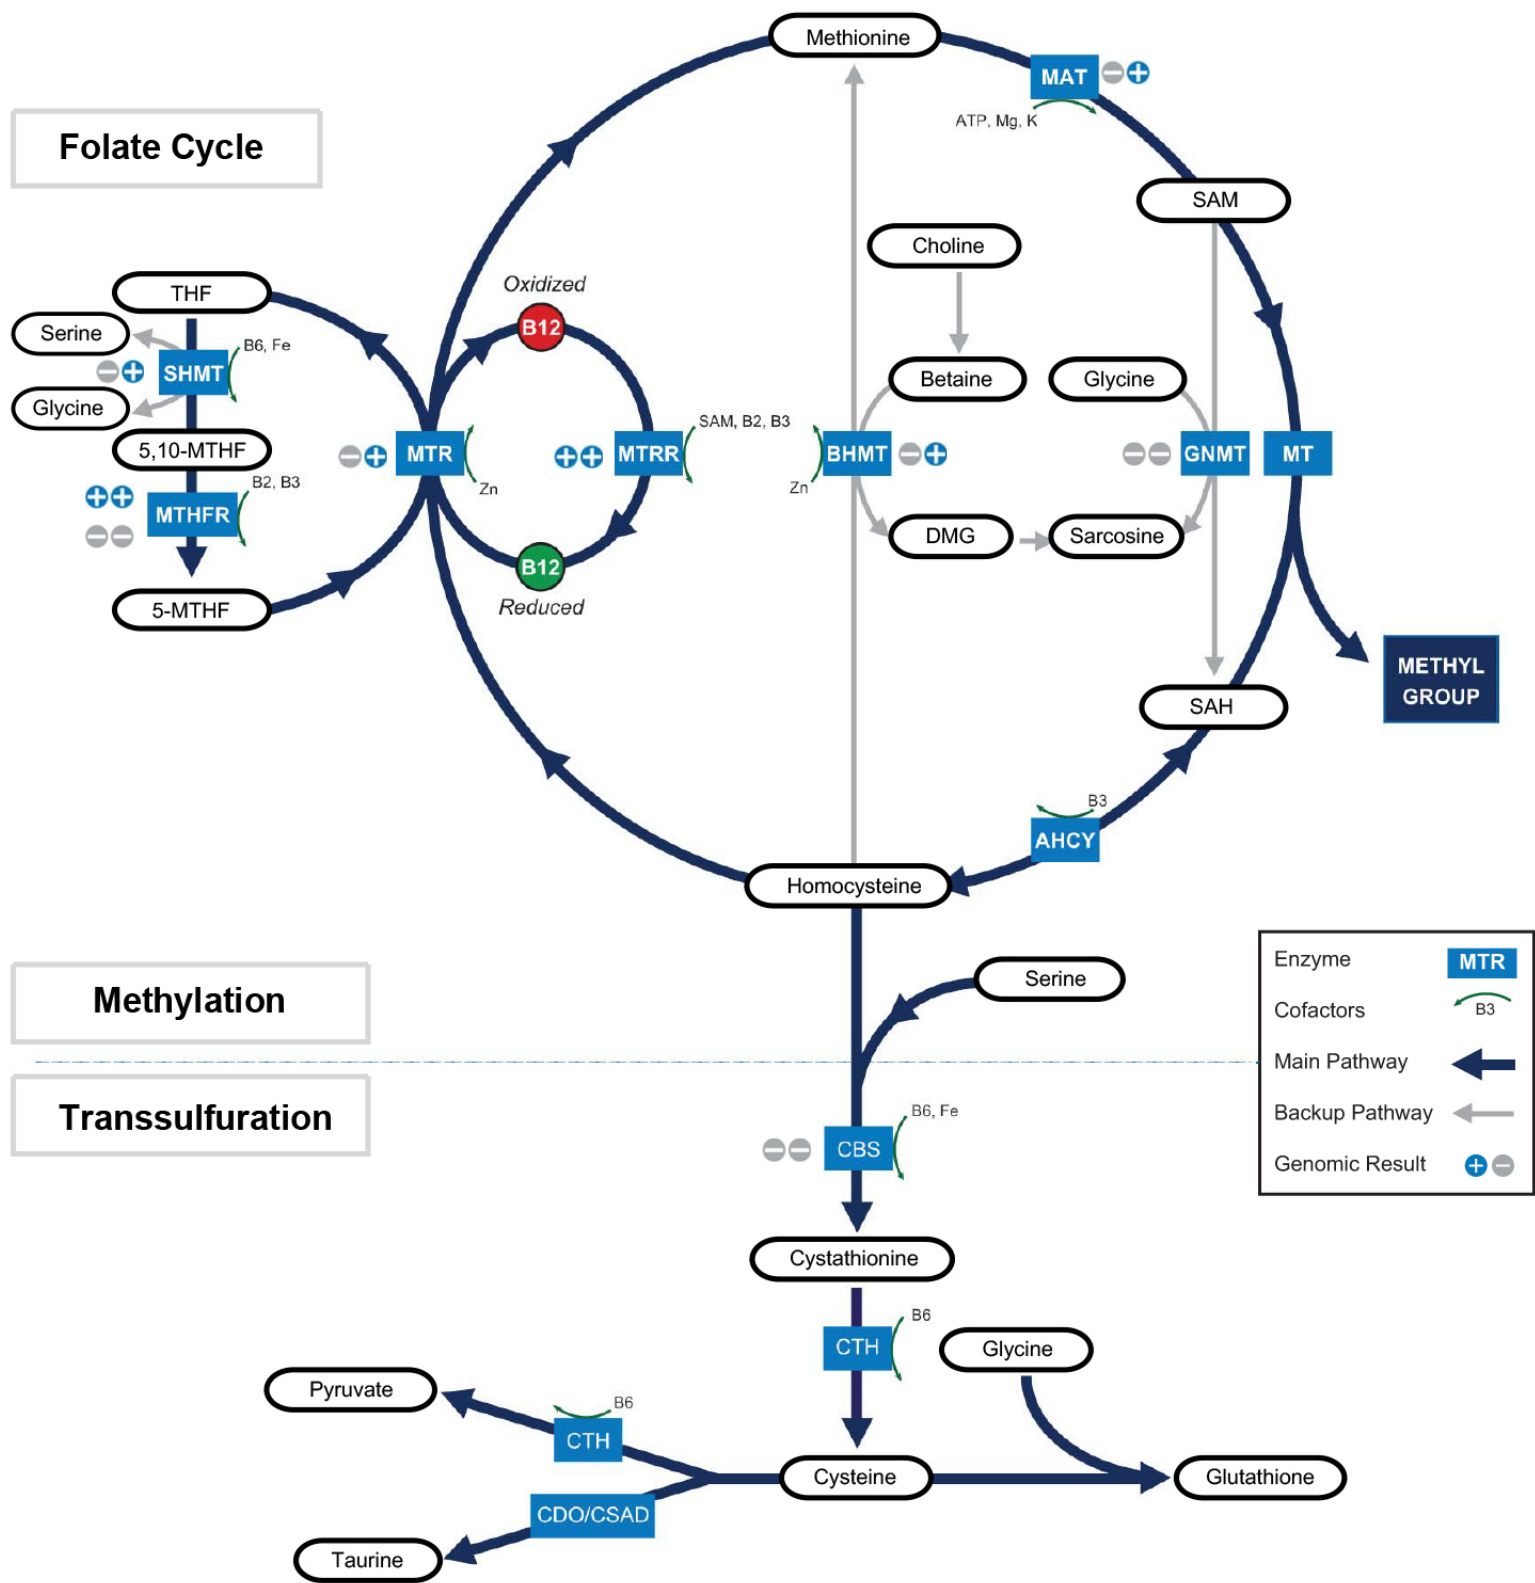 Methionine
MAT
ATP, Mg, K
Folate Cycle
SAM
Choline
Oxidized
THF
B12
Serine
B6, Fe
SHMT
Betaine
Glycine
Glycine
SAM, B2, B3
5,10-MTHF
MTR
MTRR
BHMT
GNMT
MT
B2, B3
Zn
Zn
MTHFR
DMG
Sarcosine
B12
5-MTHF
Reduced
METHYL
GROUP
SAH
B3
AHCY
Homocysteine
Enzyme
MTR
Serine
Methylation
Cofactors
B3
Main Pathway
Transsulfuration
B6, Fe
Backup Pathway
CBS
Genomic Result
Cystathionine
B6
CTH
Glycine
Pyruvate
B6
CTH
Cysteine
Glutathione
CDO/CSAD
Taurine